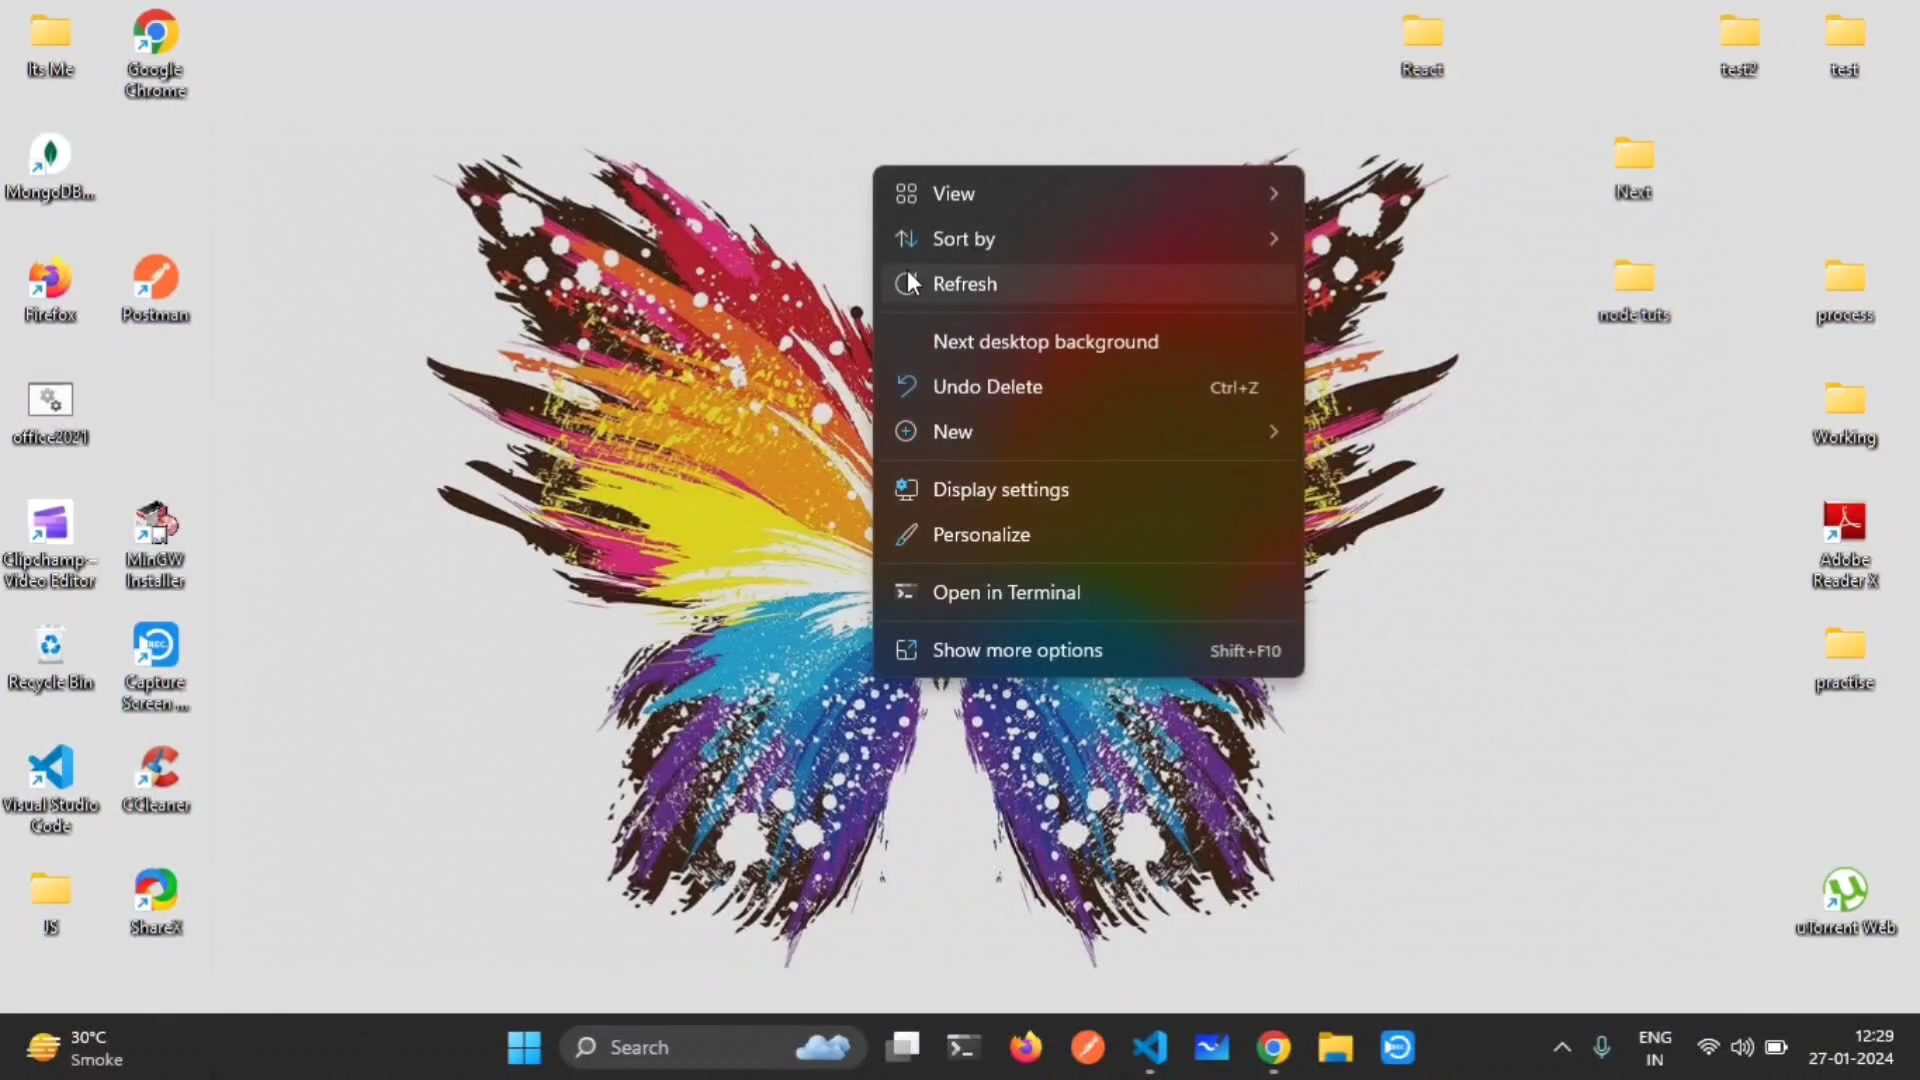 Its Me
Google
Chrome
React
test2
test
MongoDB...
Next
Firefox
Postman
node tuts
process
office2021
Working
Clipchamp -
Video Editor
MinGW
Installer
Adobe
Reader X
Recycle Bin
Capture
Screen ...
practise
Visual Studio
Code
CCleaner
JS
ShareX
uTorrent Web
View
Sort by
Refresh
Next desktop background
Undo Delete Ctrl+Z
New
Display settings
Personalize
Open in Terminal
Show more options Shift+F10
30°C
Smoke
Search
ENG
IN
12:29
27-01-2024